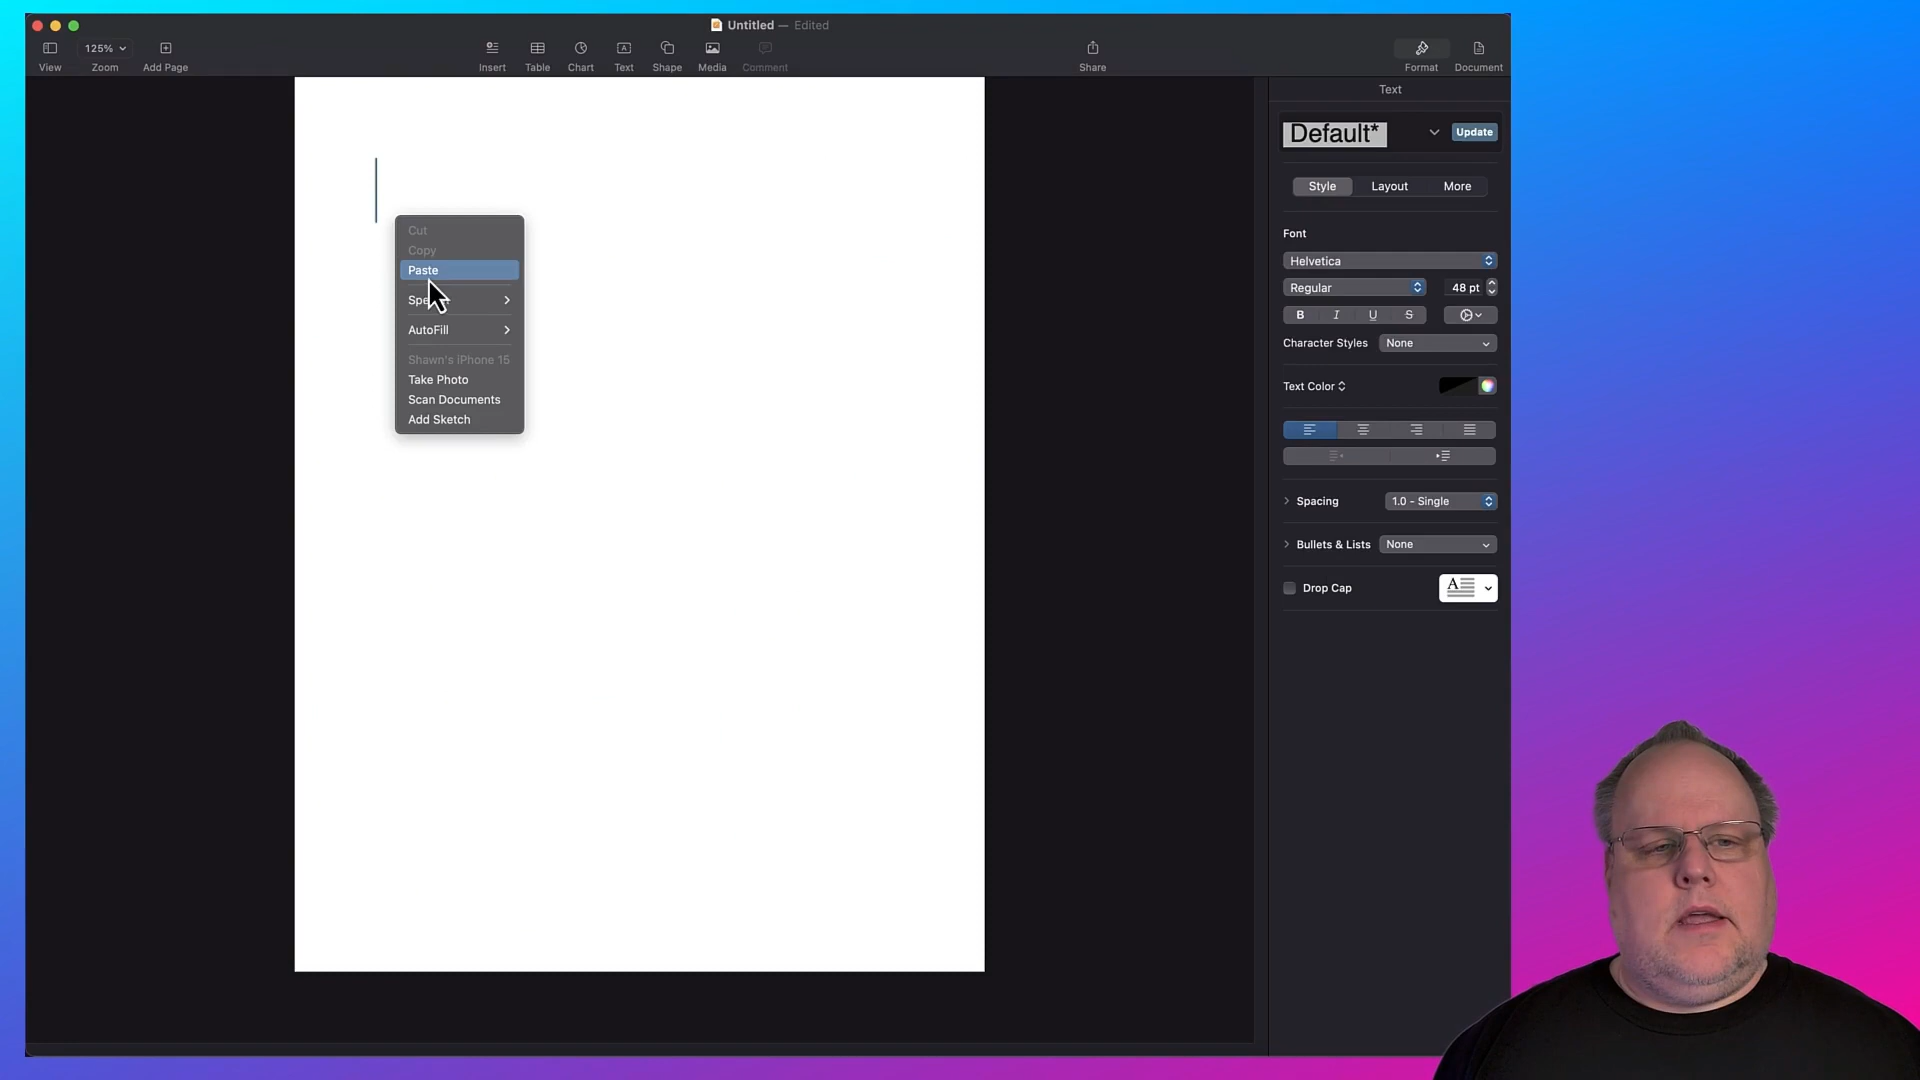 Untitled — Edited
125%
View Zoom Add Page Insert Table Chart Text Shape Media Comment Share Format Document
Text
Default*
Update
Style Layout More
Font
Helvetica
Regular 48 pt
B I U S
Character Styles None
Text Color
Spacing 1.0 - Single
Bullets & Lists None
Drop Cap
A
Cut
Copy
Paste
AutoFill
Shawn's iPhone 15
Take Photo
Scan Documents
Add Sketch